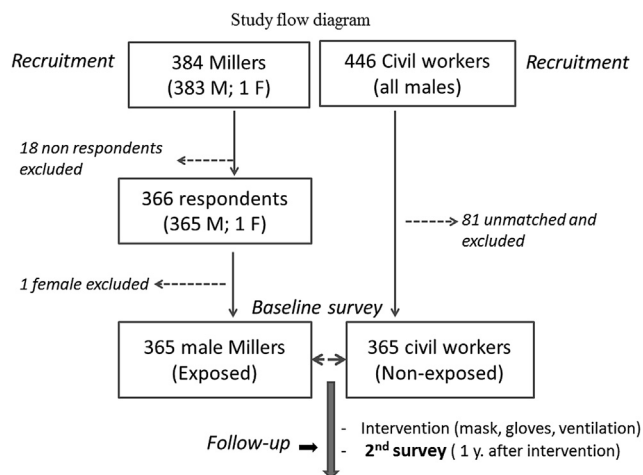 Study flow diagram
Recruitment
384 Millers
(383 M; 1 F)
446 Civil workers
(all males)
Recruitment
18 non respondents
excluded
366 respondents
(365 M; 1 F)
81 unmatched and
excluded
1 female excluded
Baseline survey
365 male Millers
(Exposed)
365 civil workers
(Non-exposed)
Follow-up
- Intervention (mask, gloves, ventilation)
- 2nd survey ( 1 y. after intervention)